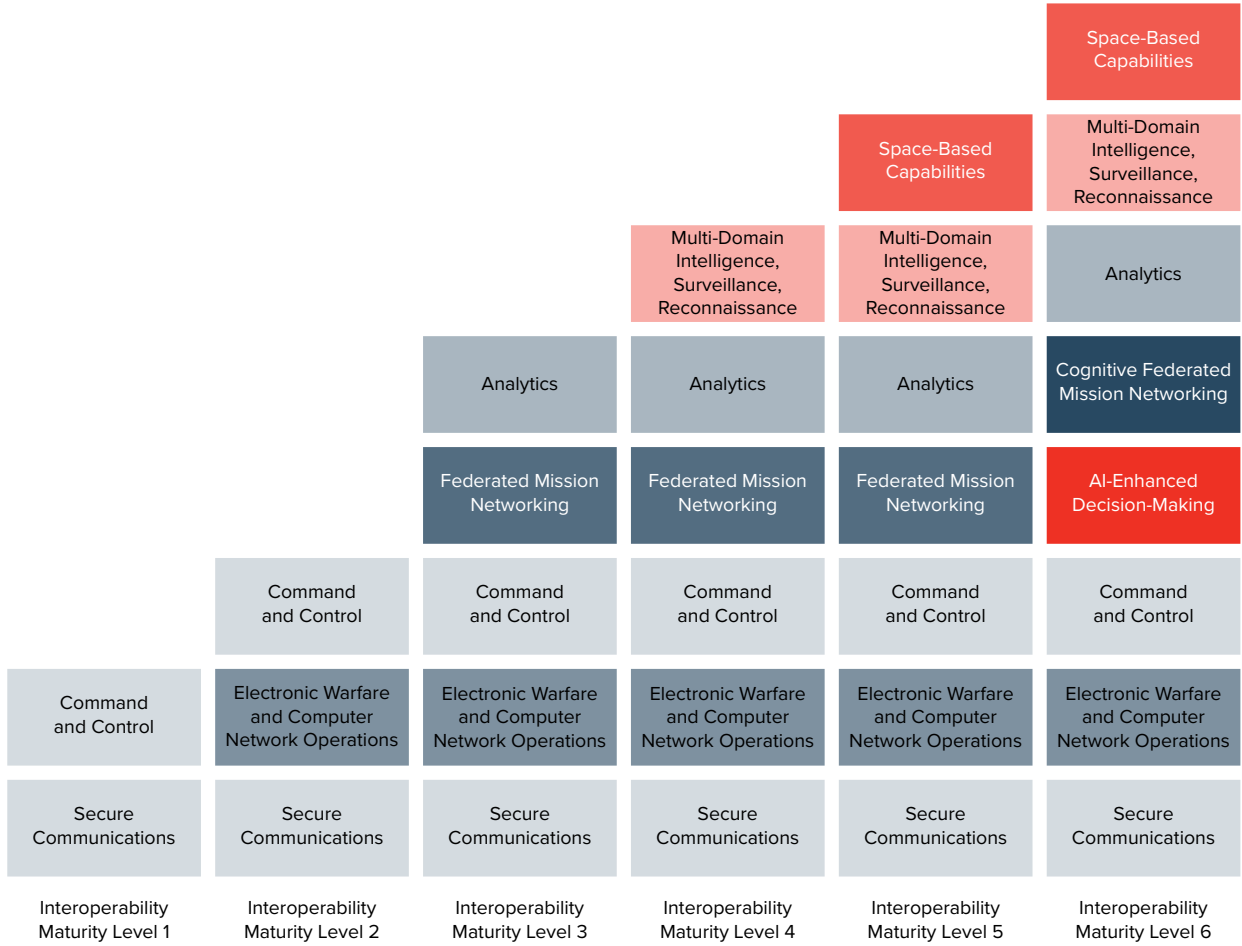 Space-Based
Capabilities
Space-Based
Capabilities
Multi-Domain
Intelligence,
Surveillance,
Reconnaissance
Multi-Domain
Intelligence,
Surveillance,
Reconnaissance
Multi-Domain
Intelligence,
Surveillance,
Reconnaissance
Analytics
Analytics
Analytics
Analytics
Cognitive Federated
Mission Networking
Federated Mission
Networking
Federated Mission
Networking
Federated Mission
Networking
AI-Enhanced
Decision-Making
Command
and Control
Command
and Control
Command
and Control
Command
and Control
Command
and Control
Command
and Control
Electronic Warfare
and Computer
Network Operations
Electronic Warfare
and Computer
Network Operations
Electronic Warfare
and Computer
Network Operations
Electronic Warfare
and Computer
Network Operations
Electronic Warfare
and Computer
Network Operations
Secure
Communications
Secure
Communications
Secure
Communications
Secure
Communications
Secure
Communications
Secure
Communications
Interoperability
Maturity Level 1
Interoperability
Maturity Level 2
Interoperability
Maturity Level 3
Interoperability
Maturity Level 4
Interoperability
Maturity Level 5
Interoperability
Maturity Level 6